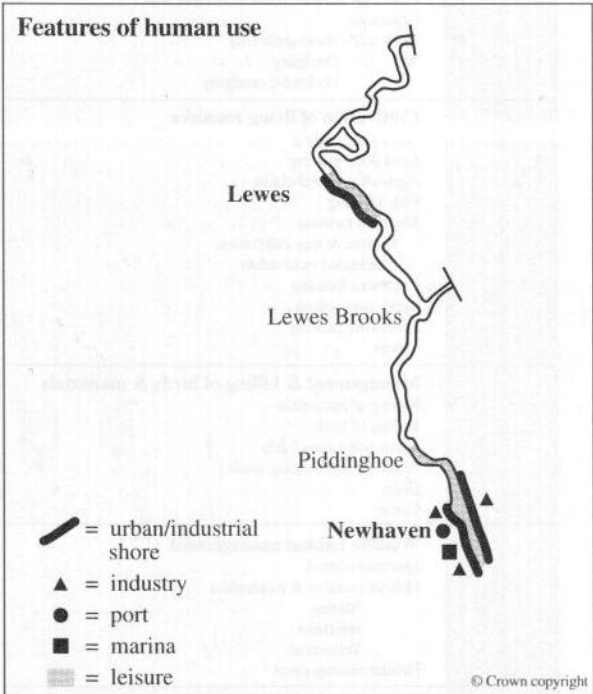 Features of human use
Lewes
Lewes Brooks
Piddinghoe
Newhaven
= urban/industrial
shore
= industry
= port
= marina
= leisure
© Crown copyright